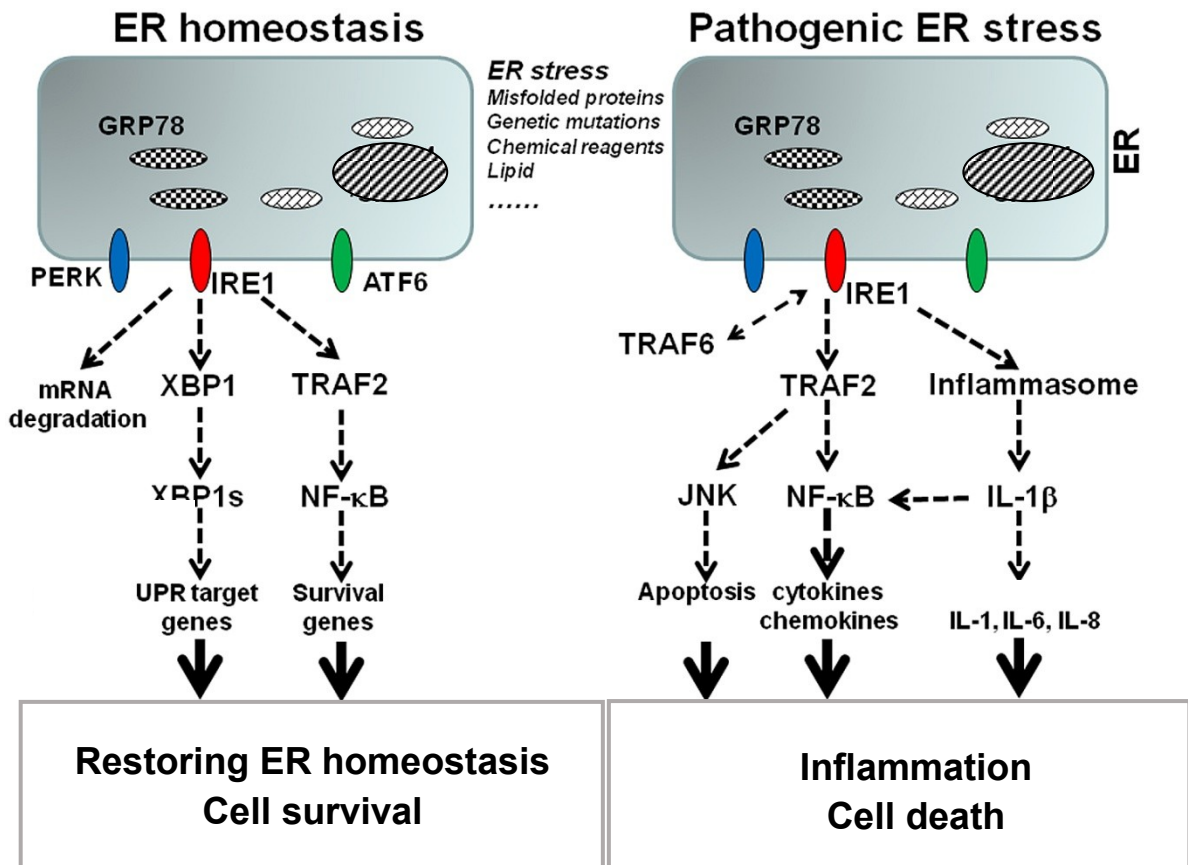 ER homeostasis
GRP78
PERK
IRE1
ATF6
mRNA
degradation
XBP1
TRAF2
XBP1s
NF-κB
UPR target
genes
Survival
genes
Restoring ER homeostasis
Cell survival
ER stress
Misfolded proteins
Genetic mutations
Chemical reagents
Lipid
......
Pathogenic ER stress
GRP78
ER
IRE1
TRAF6
TRAF2
Inflammasome
JNK
NF-κB
IL-1β
Apoptosis
cytokines
chemokines
IL-1, IL-6, IL-8
Inflammation
Cell death